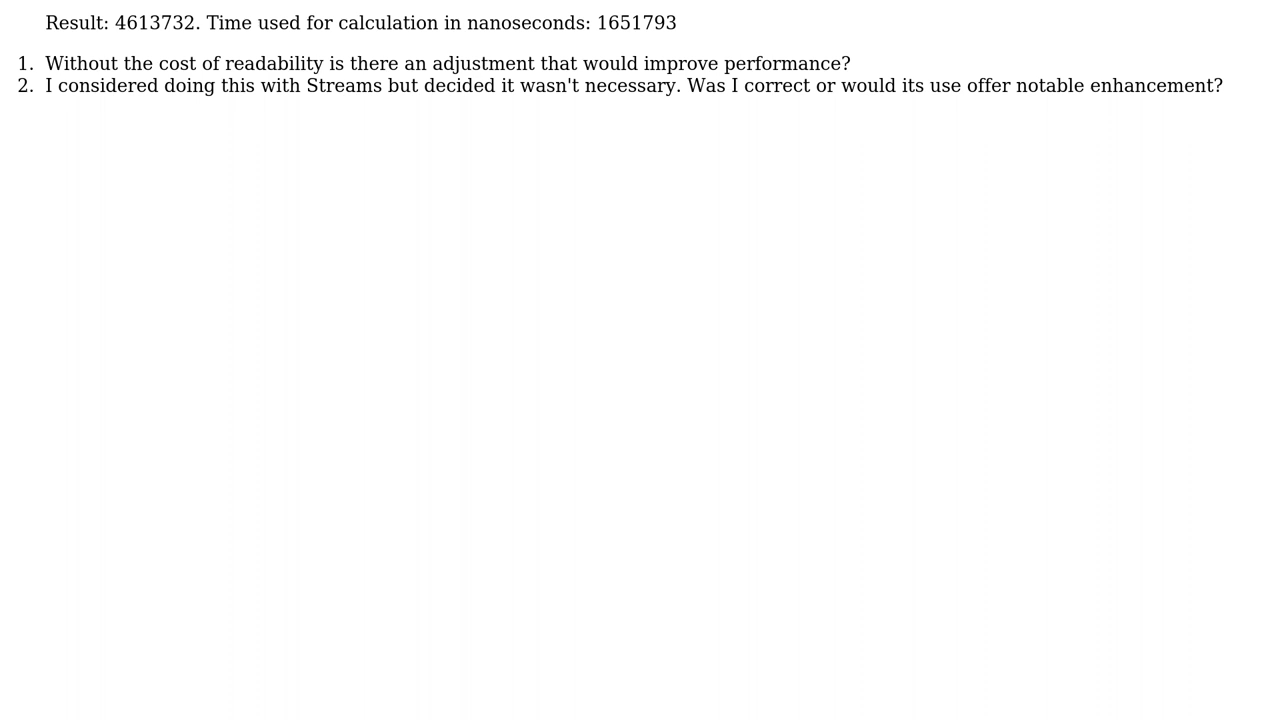 Result: 4613732. Time used for calculation in nanoseconds: 1651793
1. Without the cost of readability is there an adjustment that would improve performance?
2. I considered doing this with Streams but decided it wasn't necessary. Was I correct or would its use offer notable enhancement?